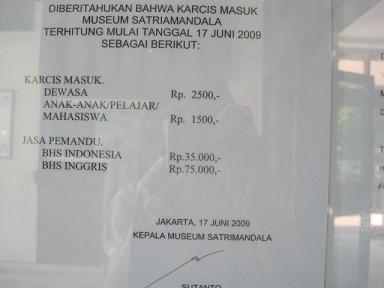 DIBERITAHUKAN BAHWA KARCIS MASUK
MUSEUM SATRIAMANDALA
TERHITUNG MULAI TANGGAL 17 JUNI 2009
SEBAGAI BERIKUT:
KARCIS MASUK.
DEWASA Rp. 2500,-
ANAK-ANAK/PELAJAR/
MAHASISWA Rp. 1500,-
JASA PEMANDU.
BHS INDONESIA Rp.35.000,-
BHS INGGRIS Rp.75.000,-
JAKARTA, 17 JUNI 2009
KEPALA MUSEUM SATRIMANDALA
SUTANTO